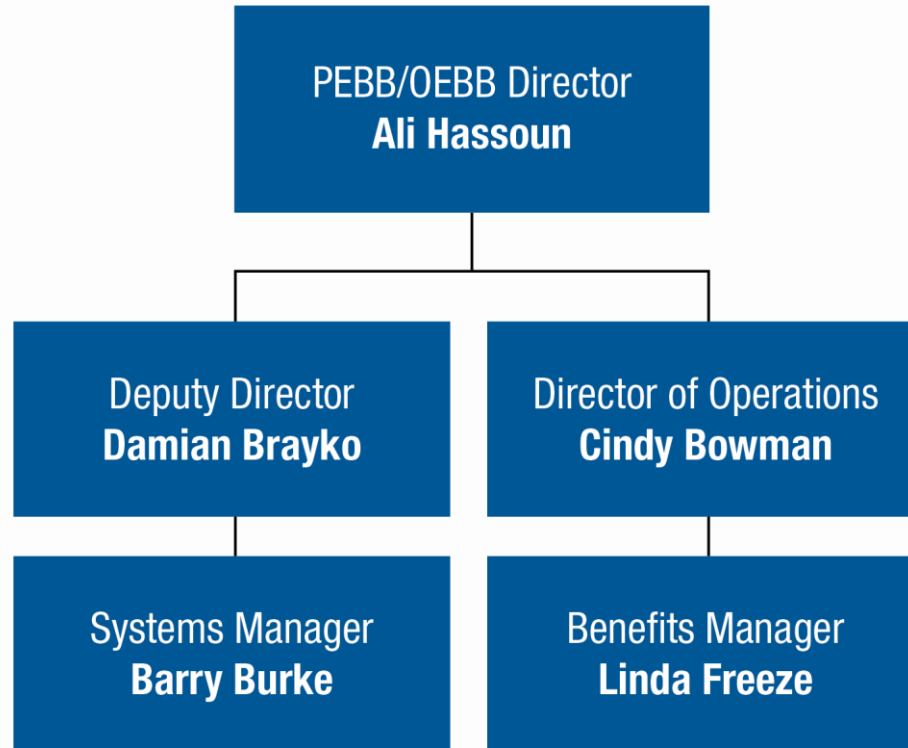 PEBB/OEBB Director
Ali Hassoun
Deputy Director
Damian Brayko
Director of Operations
Cindy Bowman
Systems Manager
Barry Burke
Benefits Manager
Linda Freeze